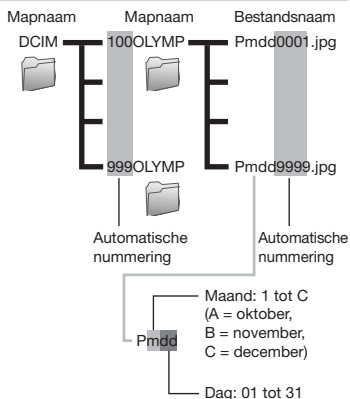 Mapnaam Mapnaam Bestandsnaam
DCIM 100OLYMP Pmdd0001.jpg
999OLYMP Pmdd9999.jpg
Automatische
nummering
Automatische
nummering
Maand: 1 tot C
(A = oktober,
B = november,
C = december)
Pmdd
Dag: 01 tot 31